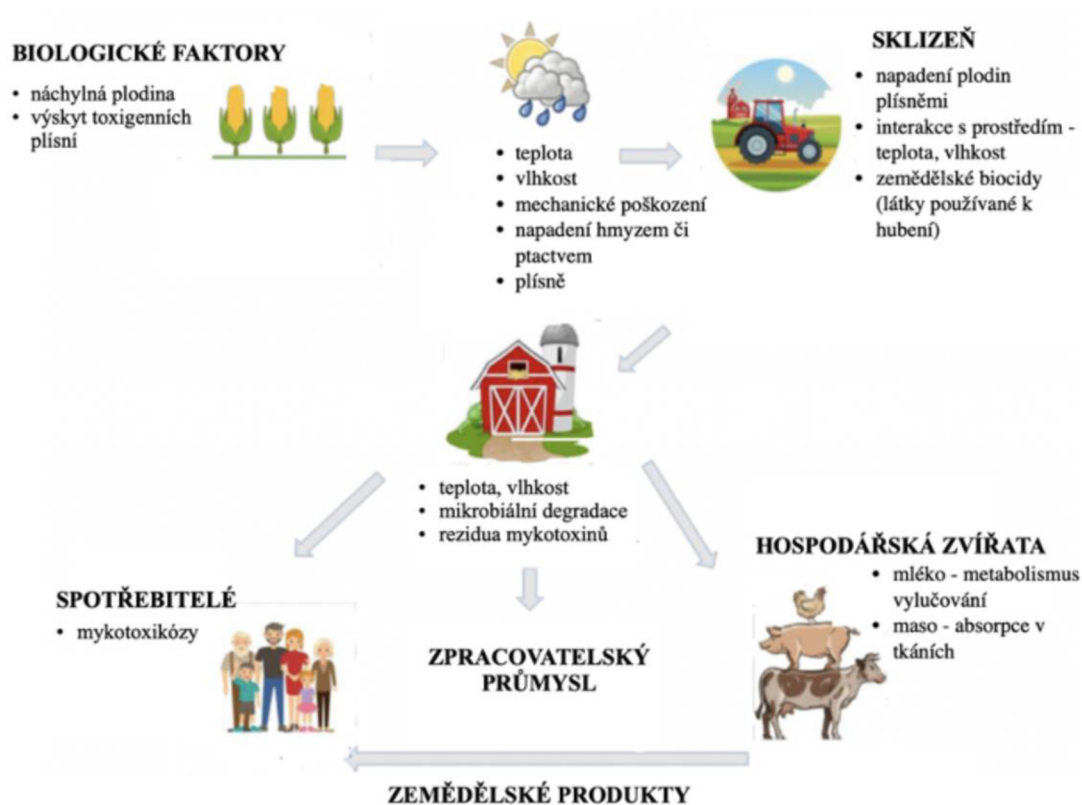 BIOLOGICKÉ FAKTORY
• náchylná plodina
• výskyt toxigenních
plísní
• teplota
• vlhkost
• mechanické poškození
• napadení hmyzem či
ptactvem
• plísně
SKLIZEŇ
• napadení plodin
plísněmi
• interakce s prostředím -
teplota, vlhkost
• zemědělské biocidy
(látky používané k
hubení)
• teplota, vlhkost
• mikrobiální degradace
• rezidua mykotoxinů
SPOTŘEBITELÉ
• mykotoxikózy
ZPRACOVATELSKÝ
PRŮMYSL
HOSPODÁŘSKÁ ZVÍŘATA
• mléko - metabolismus
vylučování
• maso - absorpce v
tkáních
ZEMĚDĚLSKÉ PRODUKTY